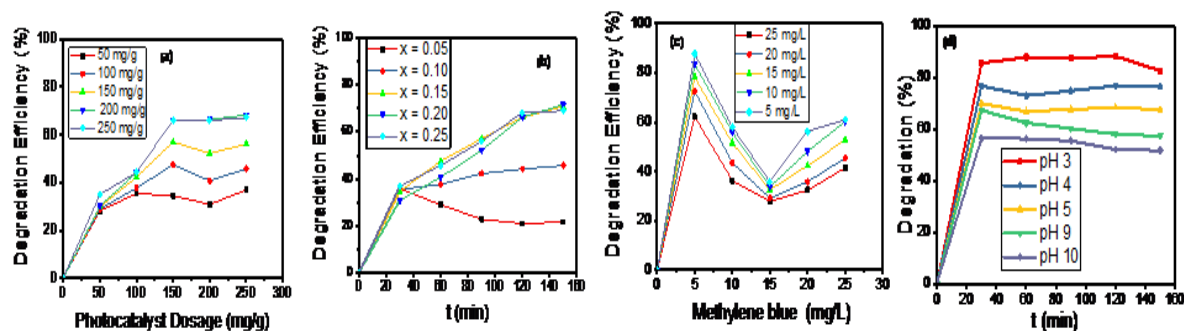 Degradation Efficiency (%)
100
80
60
40
20
0
0 50 100 150 200 250 300
Photocatalyst Dosage (mg/g)
50 mg/g
100 mg/g
150 mg/g
200 mg/g
250 mg/g
(a)
Degradation Efficiency (%)
100
80
60
40
20
0
0 20 40 60 80 100 120 140 160
t (min)
x = 0.05
x = 0.10
x = 0.15
x = 0.20
x = 0.25
(b)
Degradation Efficiency (%)
100
80
60
40
20
0
0 5 10 15 20 25 30
Methylene blue (mg/L)
(c)
25 mg/L
20 mg/L
15 mg/L
10 mg/L
5 mg/L
Degradation (%)
100
80
60
40
20
0
0 20 40 60 80 100 120 140 160
t (min)
(d)
pH 3
pH 4
pH 5
pH 9
pH 10